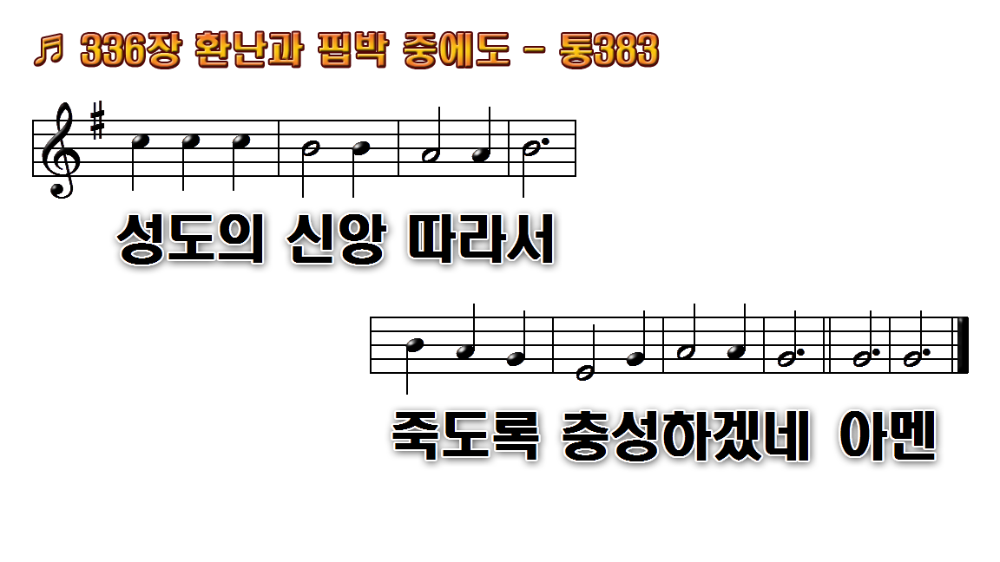 ♬ 336장 환난과 핍박 중에도 - 통383
성도의 신앙 따라서
죽도록 충성하겠네 아멘